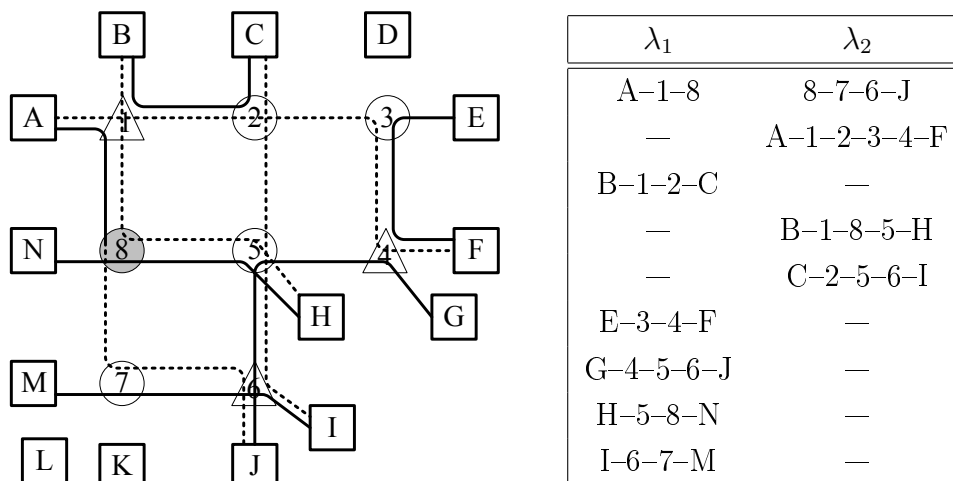 B C D
A 1 2 3 E
N 8 5 4 F
H G
M 7 6
I
L K J
λ₁ λ₂
A–1–8 8–7–6–J
— A–1–2–3–4–F
B–1–2–C —
— B–1–8–5–H
— C–2–5–6–I
E–3–4–F —
G–4–5–6–J —
H–5–8–N —
I–6–7–M —